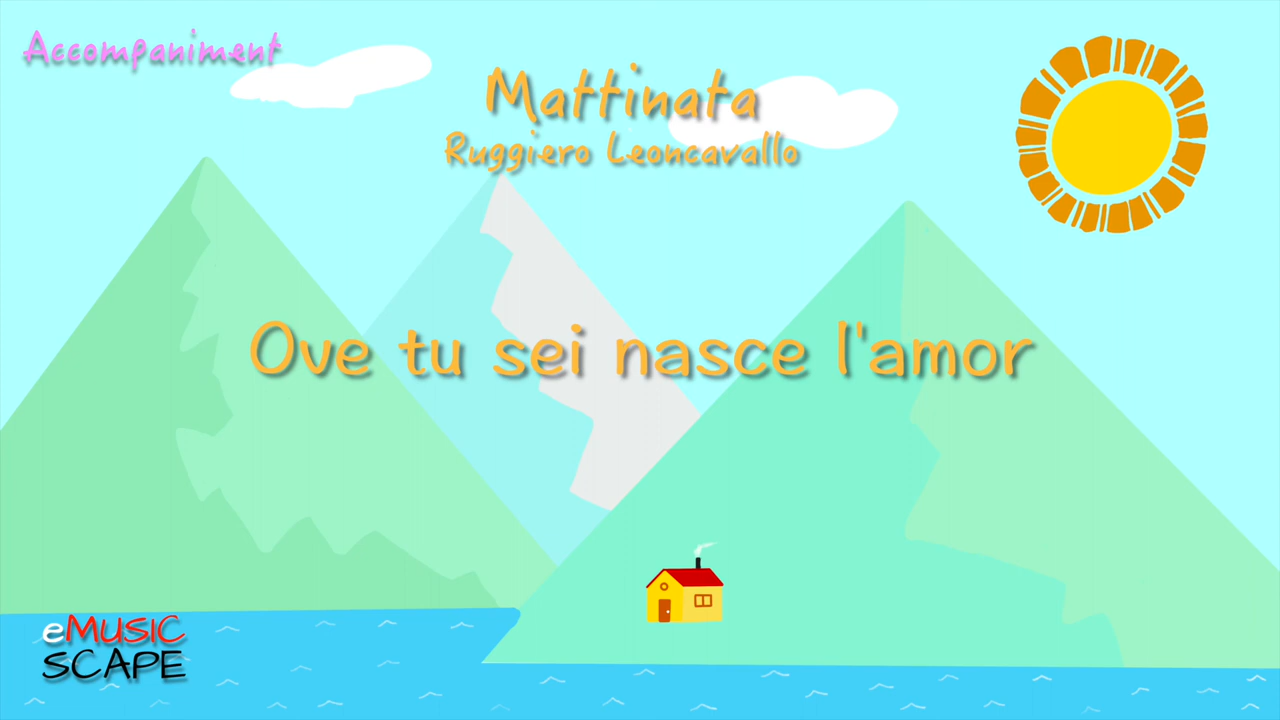 Accompaniment
Mattinata
Ruggiero Leoncavallo
Ove tu sei nasce l'amor
eMUSIC
SCAPE